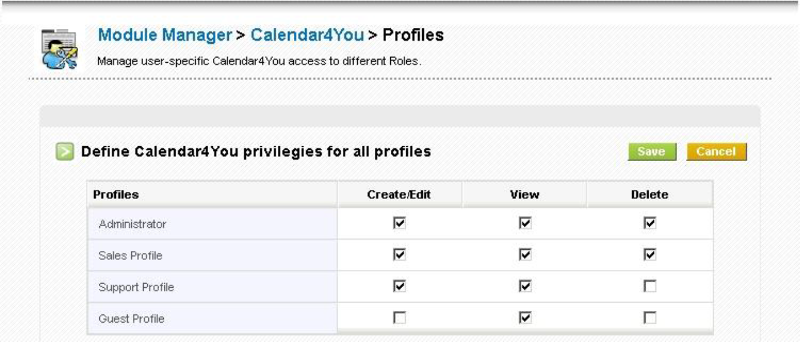 Module Manager > Calendar4You > Profiles
Manage user-specific Calendar4You access to different Roles.
Define Calendar4You privilegies for all profiles
Save Cancel
Profiles Create/Edit View Delete
Administrator
Sales Profile
Support Profile
Guest Profile